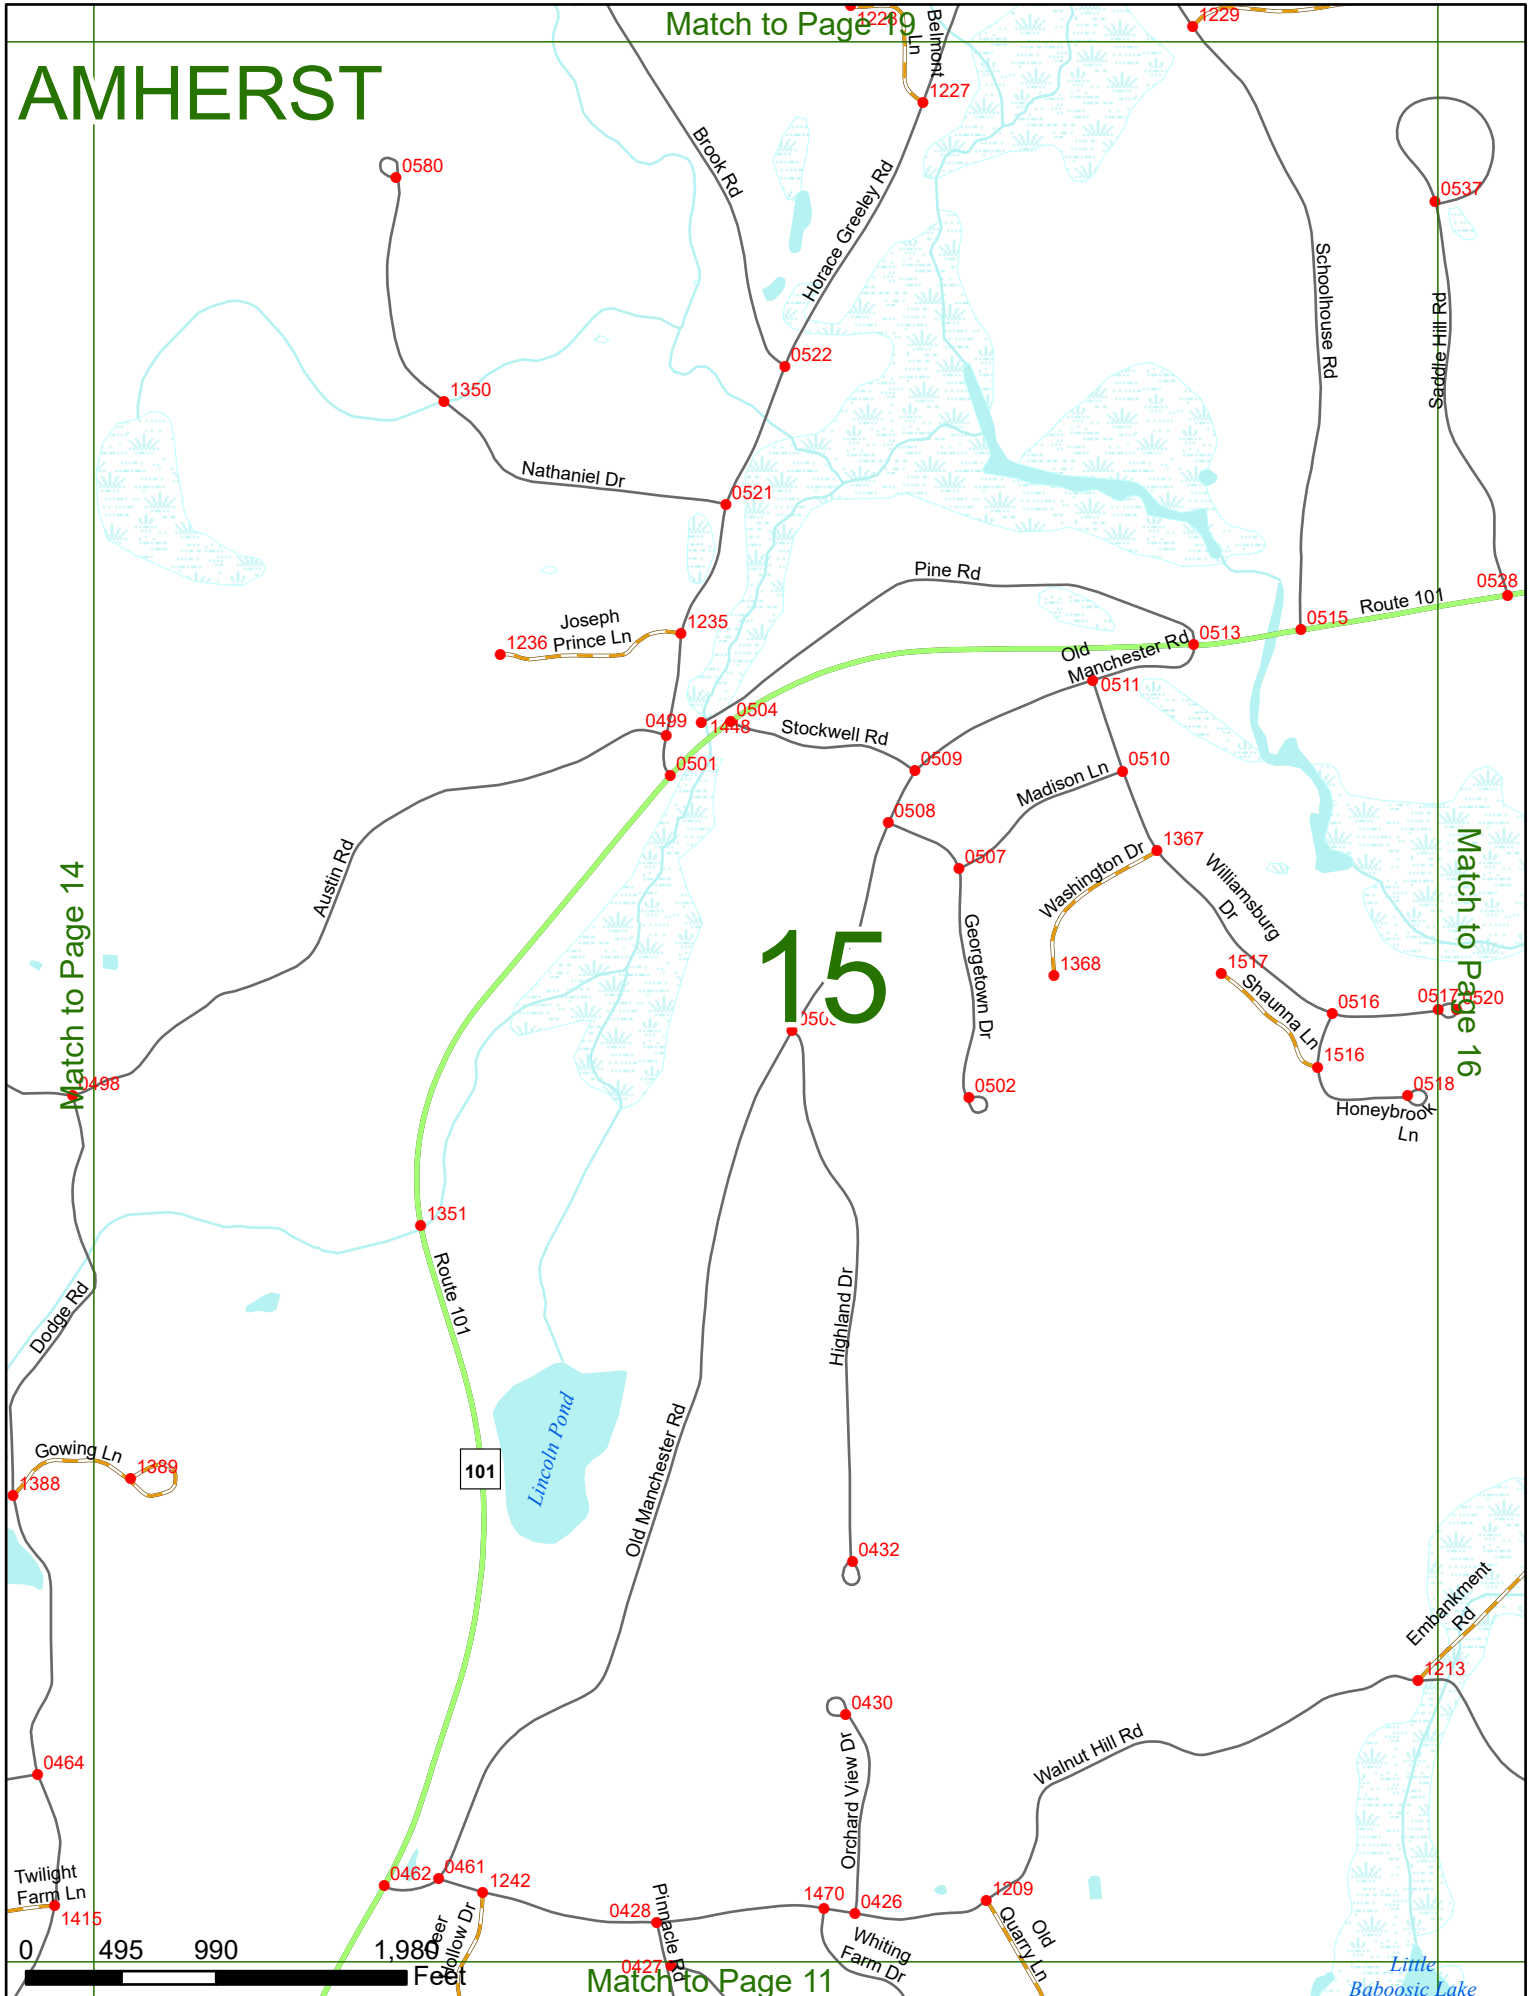 Match to Page 19
1228
Belmont
Ln
1229
AMHERST
1227
Brook Rd
0580
Horace Greeley Rd
0537
Schoolhouse Rd
Saddle Hill Rd
0522
1350
Nathaniel Dr
0521
Pine Rd
0528
Route 101
Joseph
Prince Ln
1235
1236
0515
0513
Old
Manchester Rd
0511
0499
0504
1448
Stockwell Rd
0501
0509
Madison Ln
0510
0508
Match to Page 14
Austin Rd
0507
Washington Dr
1367
Williamsburg
Dr
Match to Page 16
15
Georgetown Dr
1368
1517
Shaunna Ln
0516
0517
0520
1516
0498
0502
0518
Honeybrook
Ln
1351
Route 101
Dodge Rd
Highland Dr
Lincoln Pond
Old Manchester Rd
Gowing Ln
1389
1388
101
0432
Embankment
Rd
1213
0430
Orchard View Dr
Walnut Hill Rd
0464
Twilight
Farm Ln
1415
0462
0461
1242
Hollow Dr
0428
Pinnacle Rd
0427
1470
0426
1209
Whiting
Farm Dr
Old
Quarry Ln
0
495
990
1,980
Feet
Match to Page 11
Little
Baboosic Lake